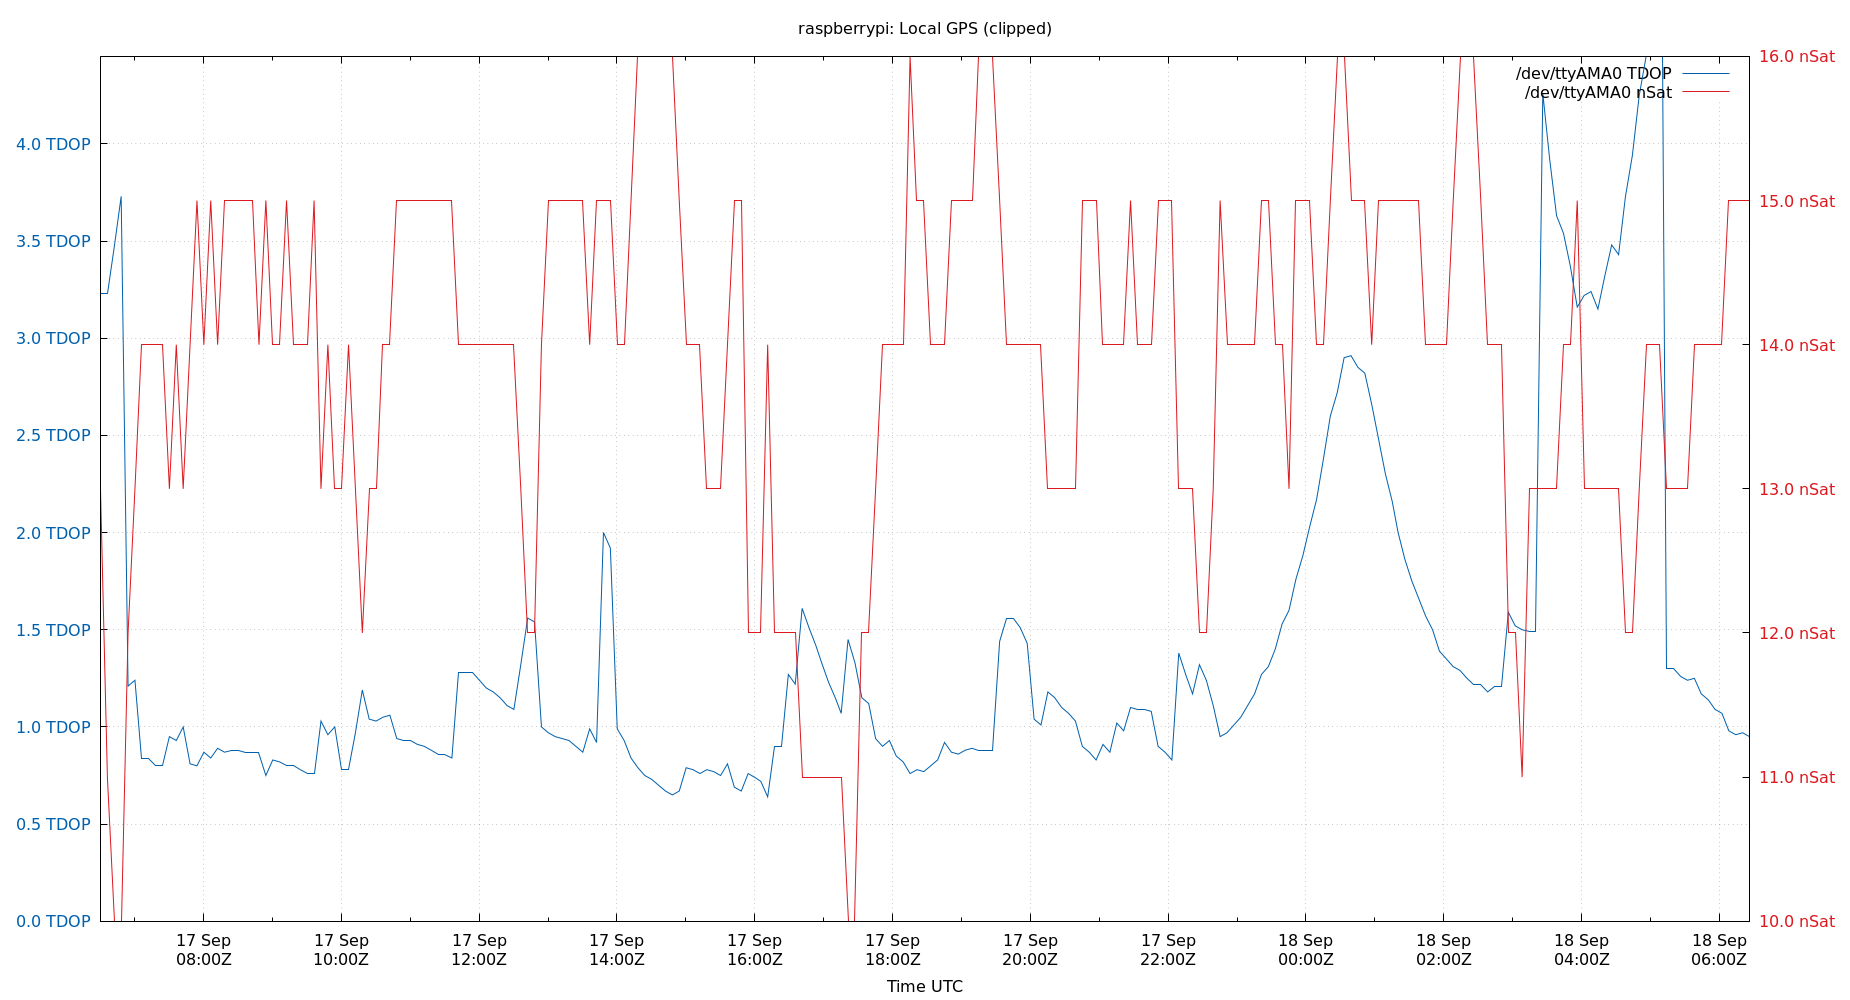 raspberrypi: Local GPS (clipped)
16.0 nSat
/dev/ttyAMA0 TDOP
/dev/ttyAMA0 nSat
4.0 TDOP
15.0 nSat
3.5 TDOP
3.0 TDOP
14.0 nSat
2.5 TDOP
13.0 nSat
2.0 TDOP
1.5 TDOP
12.0 nSat
1.0 TDOP
11.0 nSat
0.5 TDOP
0.0 TDOP
10.0 nSat
17 Sep 17 Sep 17 Sep 17 Sep 17 Sep 17 Sep 17 Sep 17 Sep 18 Sep 18 Sep 18 Sep 18 Sep
08:00Z 10:00Z 12:00Z 14:00Z 16:00Z 18:00Z 20:00Z 22:00Z 00:00Z 02:00Z 04:00Z 06:00Z
Time UTC